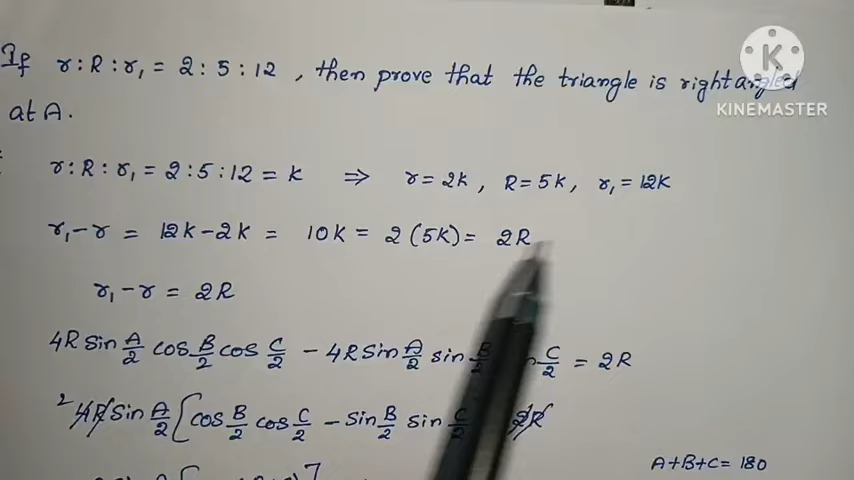 K
KINEMASTER
If r : R : r₁ = 2 : 5 : 12 , then prove that the triangle is right angled
at A.
r : R : r₁ = 2 : 5 : 12 = k ⇒ r = 2k , R = 5k, r₁ = 12k
r₁ - r = 12k - 2k = 10k = 2 (5k) = 2R
r₁ - r = 2R
4R sin A/2 cos B/2 cos C/2 - 4R sin A/2 sin B/2 sin C/2 = 2R
2 4R sin A/2 [cos B/2 cos C/2 - sin B/2 sin C/2 2R
A+B+C = 180